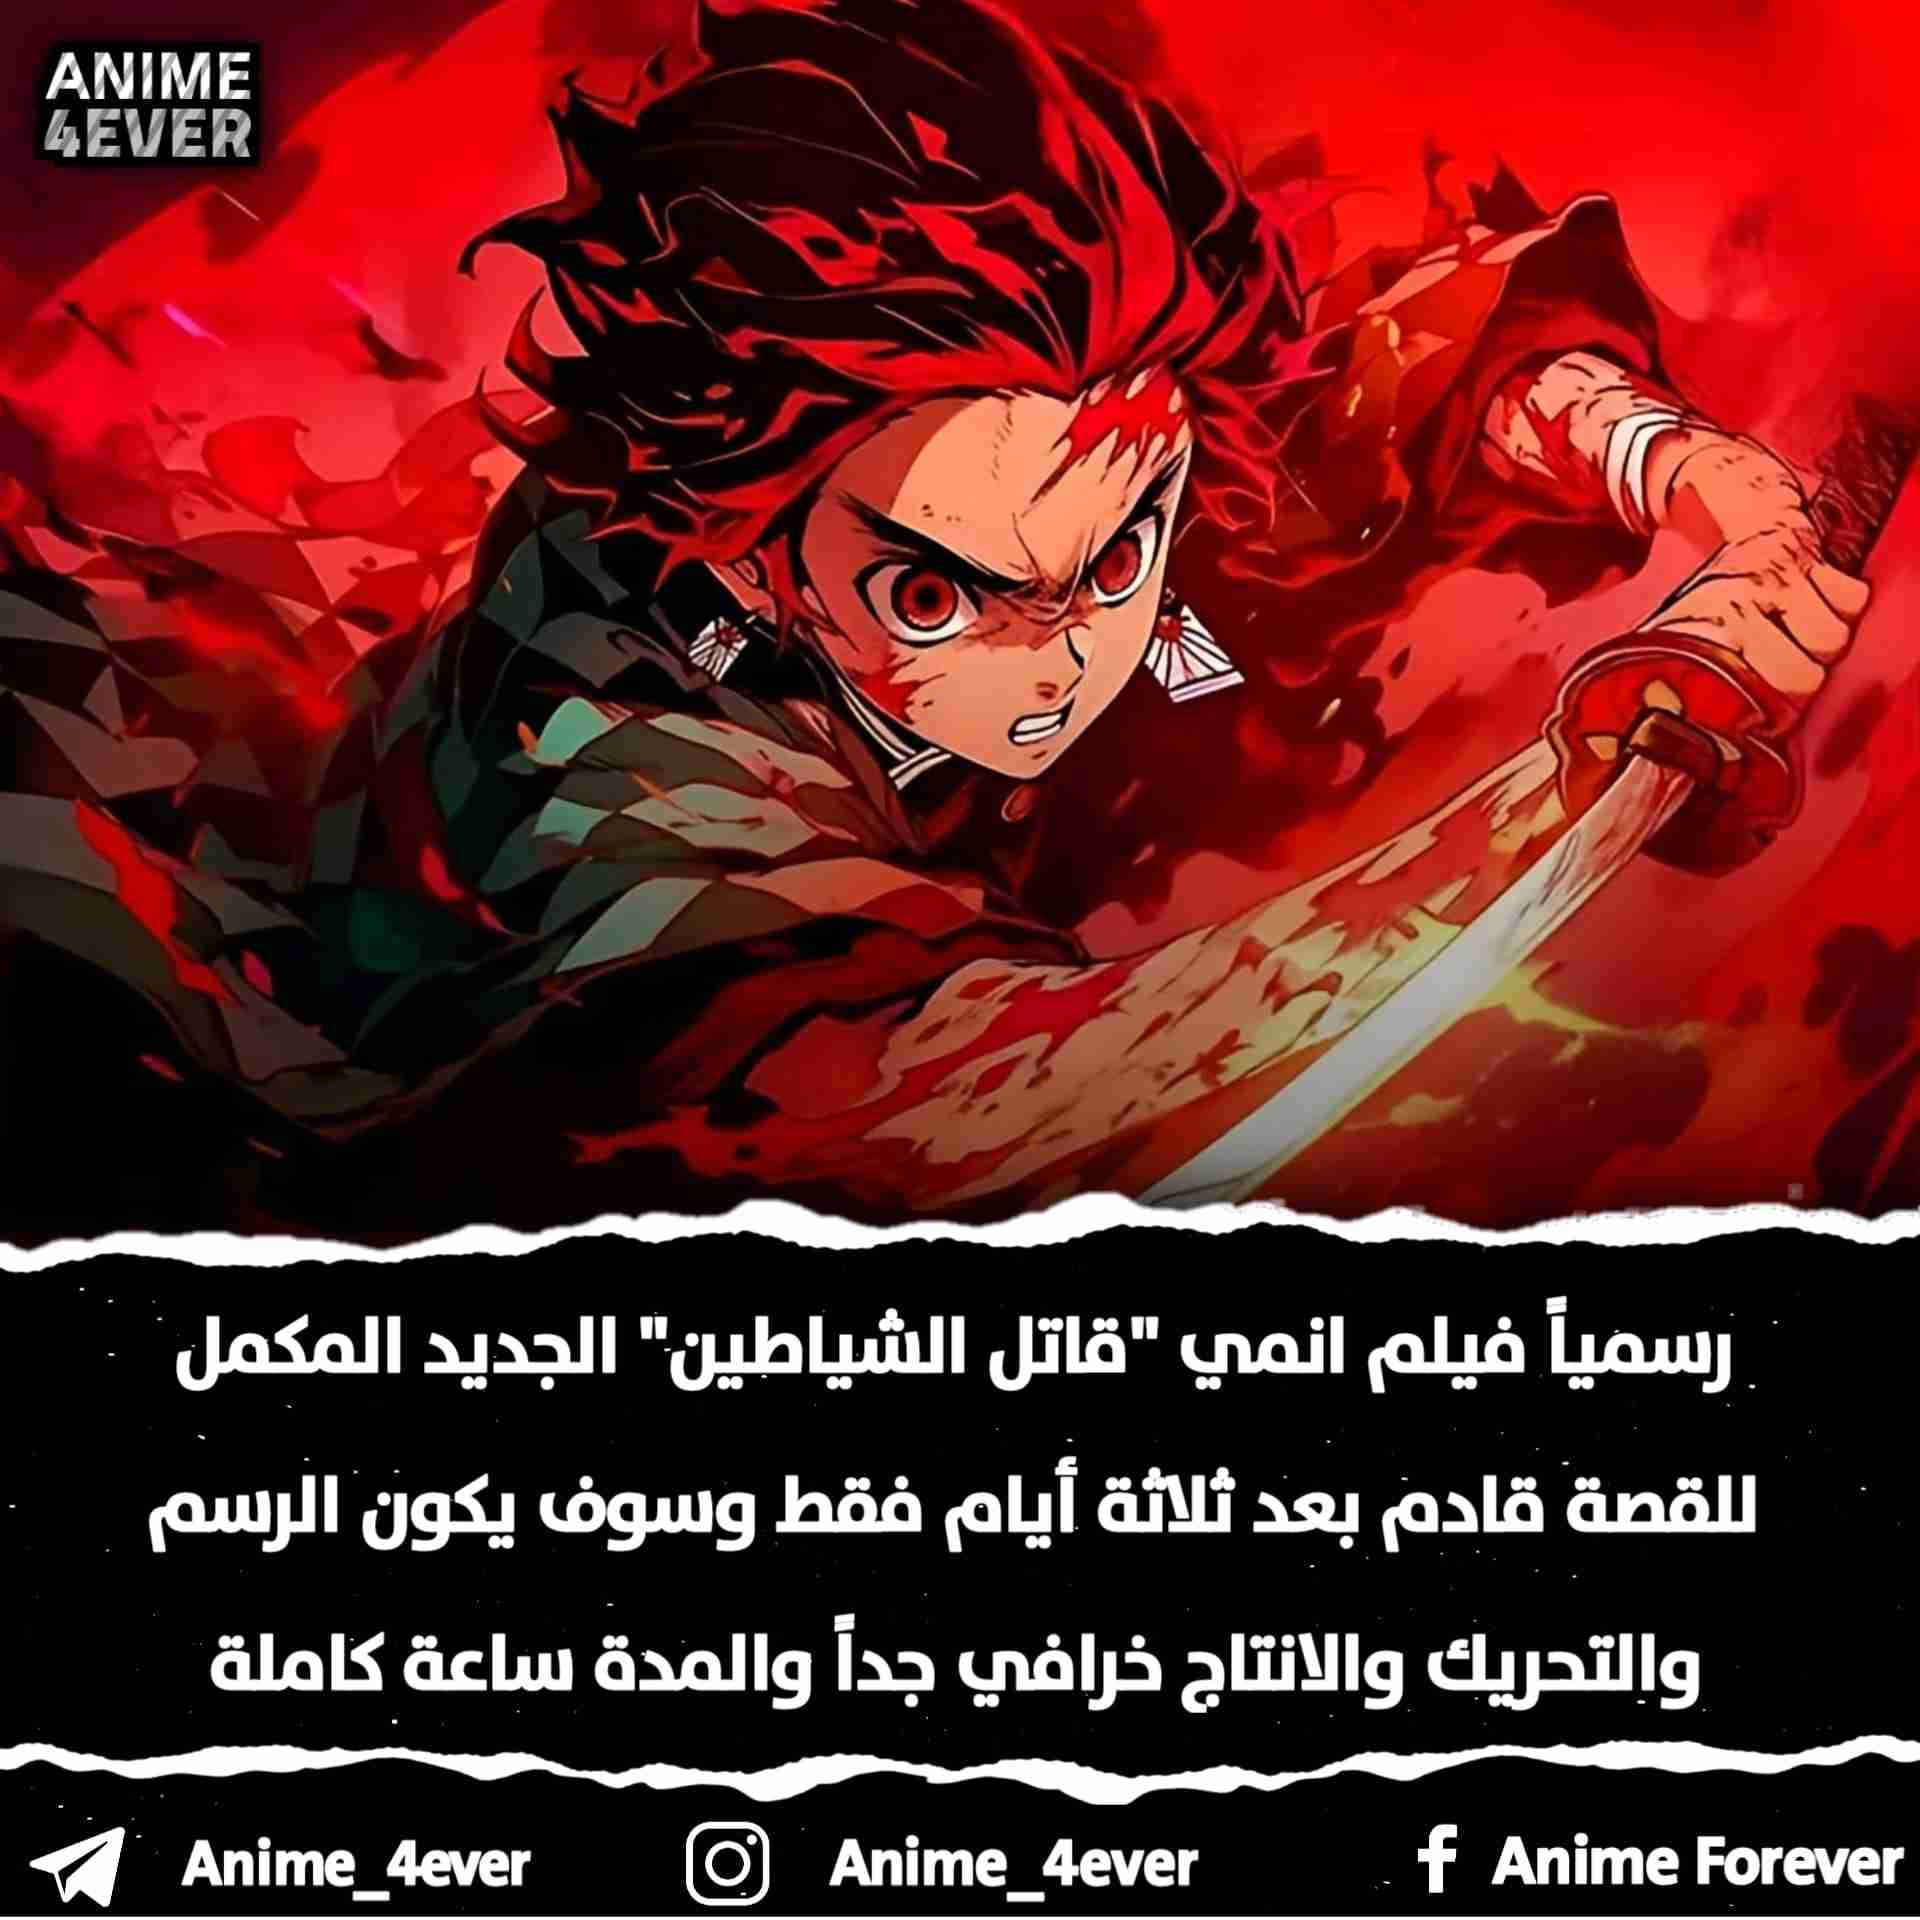 ANIME
4EVER
رسمياً فيلم انمي "قاتل الشياطين" الجديد المكمل
للقصة قادم بعد ثلاثة أيام فقط وسوف يكون الرسم
والتحريك والانتاج خرافي جداً والمدة ساعة كاملة
Anime_4ever
Anime_4ever
Anime Forever